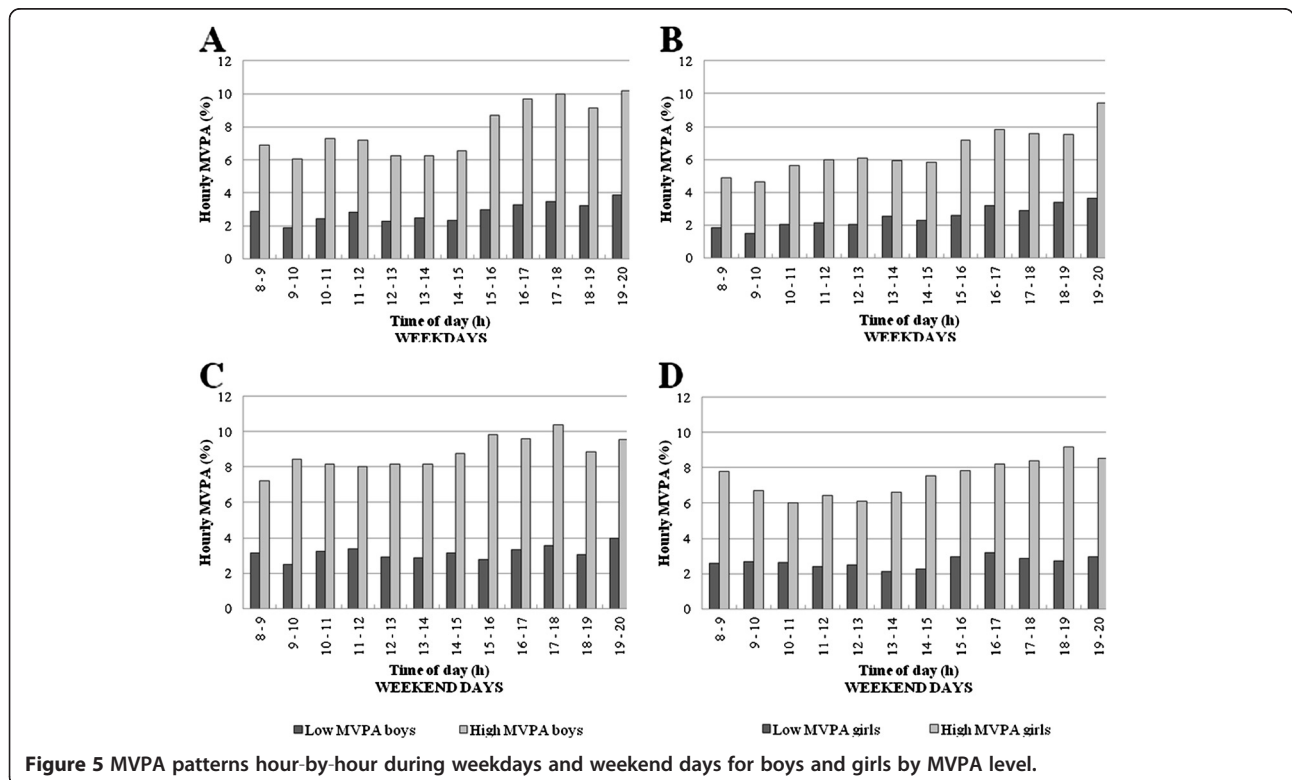 A
12
10
8
6
4
2
0
Hourly MVPA (%)
8 - 9
9 - 10
10 - 11
11 - 12
12 - 13
13 - 14
14 - 15
15 - 16
16 - 17
17 - 18
18 - 19
19 - 20
Time of day (h)
WEEKDAYS
B
12
10
8
6
4
2
0
Hourly MVPA (%)
8 - 9
9 - 10
10 - 11
11 - 12
12 - 13
13 - 14
14 - 15
15 - 16
16 - 17
17 - 18
18 - 19
19 - 20
Time of day (h)
WEEKDAYS
C
12
10
8
6
4
2
0
Hourly MVPA (%)
8 - 9
9 - 10
10 - 11
11 - 12
12 - 13
13 - 14
14 - 15
15 - 16
16 - 17
17 - 18
18 - 19
19 - 20
Time of day (h)
WEEKEND DAYS
Low MVPA boys High MVPA boys
D
12
10
8
6
4
2
0
Hourly MVPA (%)
8 - 9
9 - 10
10 - 11
11 - 12
12 - 13
13 - 14
14 - 15
15 - 16
16 - 17
17 - 18
18 - 19
19 - 20
Time of day (h)
WEEKEND DAYS
Low MVPA girls High MVPA girls
Figure 5 MVPA patterns hour-by-hour during weekdays and weekend days for boys and girls by MVPA level.